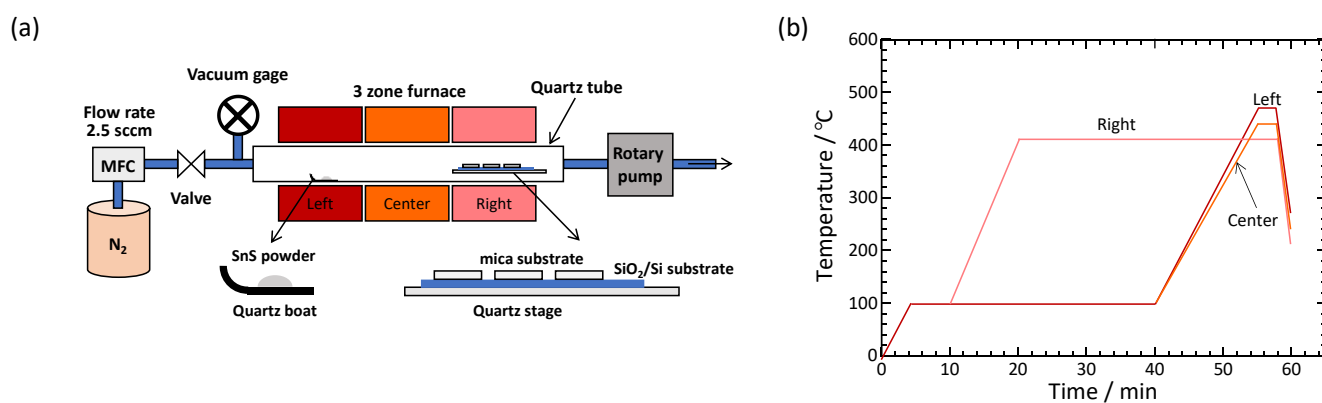 (a)
Vacuum gage
Flow rate
2.5 sccm
3 zone furnace
Quartz tube
MFC
Valve
Rotary
pump
Left
Center
Right
N₂
SnS powder
Quartz boat
mica substrate
SiO₂/Si substrate
Quartz stage
(b)
Temperature / °C
600
500
400
300
200
100
0
Left
Right
Center
0
10
20
30
40
50
60
Time / min